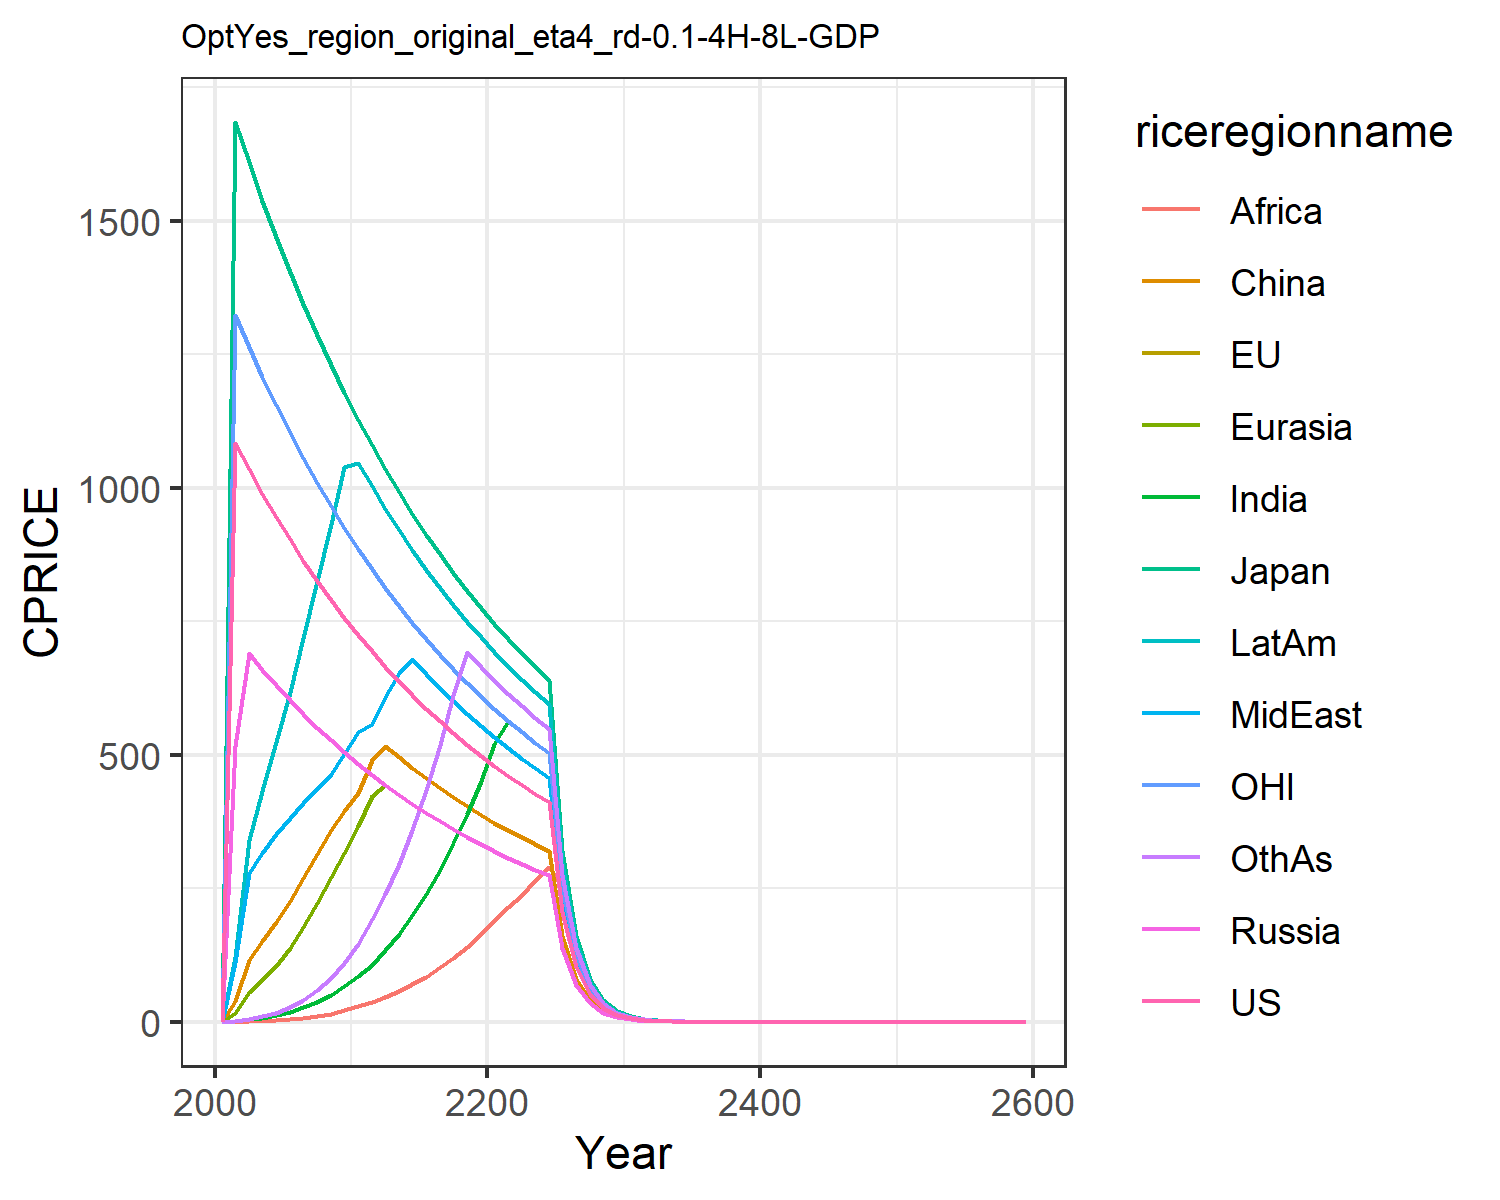 OptYes_region_original_eta4_rd-0.1-4H-8L-GDP
CPRICE
1500
1000
500
0
2000
2200
2400
2600
Year
riceregionname
Africa
China
EU
Eurasia
India
Japan
LatAm
MidEast
OHI
OthAs
Russia
US